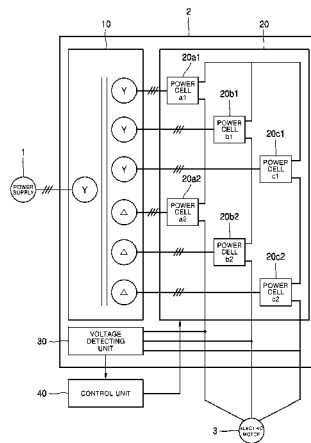 2
10
20
20a1
POWER
CELL
a1
Y
20b1
POWER
CELL
b1
Y
20c1
1
POWER
SUPPLY
Y
Y
POWER
CELL
c1
20a2
POWER
CELL
a2
△
20b2
POWER
CELL
b2
△
20c2
POWER
CELL
c2
△
30
VOLTAGE
DETECTING
UNIT
40
CONTROL UNIT
3
ELECTRIC
MOTOR